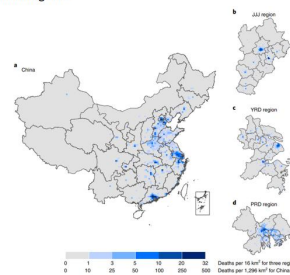 b
JJJ region
a
China
c
YRD region
d
PRD region
0 1 3 5 10 20 32
0 10 25 50 100 250 500
Deaths per 16 km² for three reg
Deaths per 1,296 km² for China